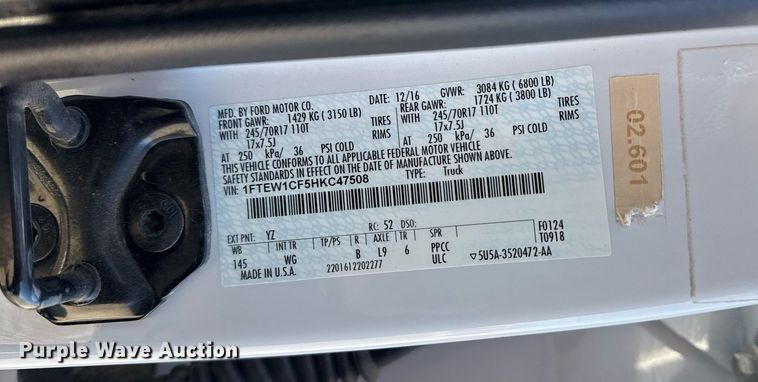 MFD. BY FORD MOTOR CO.
DATE: 12/16 GVWR: 3084 KG ( 6800 LB)
FRONT GAWR: 1429 KG ( 3150 LB) REAR GAWR: 1724 KG ( 3800 LB)
WITH 245/70R17 110T TIRES WITH 245/70R17 110T TIRES
17x7.5J RIMS 17x7.5J RIMS
AT 250 kPa/ 36 PSI COLD AT 250 kPa/ 36 PSI COLD
THIS VEHICLE CONFORMS TO ALL APPLICABLE FEDERAL MOTOR VEHICLE
SAFETY STANDARDS IN EFFECT ON THE DATE OF MANUFACTURE SHOWN ABOVE.
VIN: 1FTEW1CF5HKC47508 TYPE: Truck
EXT PNT: YZ RC: 52 DSO: F0124
WB INT TR TP/PS R AXLE TR SPR T0918
145 WG B L9 6 PPCC
MADE IN U.S.A. 2201612202277 ULC ▽5U5A-3520472-AA
02.601
Purple Wave Auction